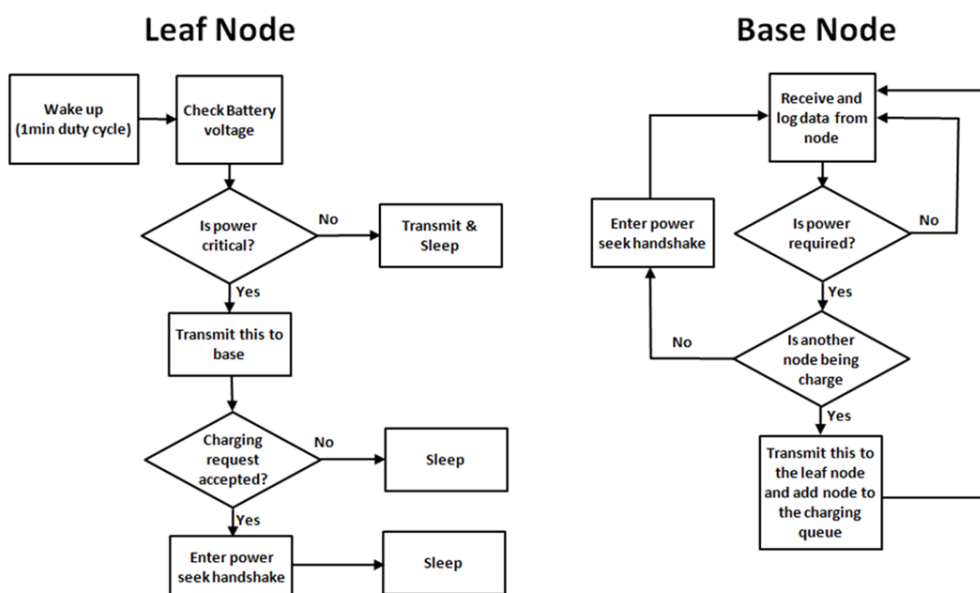 Leaf Node
Wake up
(1min duty cycle)
Check Battery
voltage
Is power
critical?
No
Transmit &
Sleep
Yes
Transmit this to
base
Charging
request
accepted?
No
Sleep
Yes
Enter power
seek handshake
Sleep
Base Node
Receive and
log data from
node
Is power
required?
No
Yes
Is another
node being
charge
No
Enter power
seek handshake
Yes
Transmit this to
the leaf node
and add node to
the charging
queue